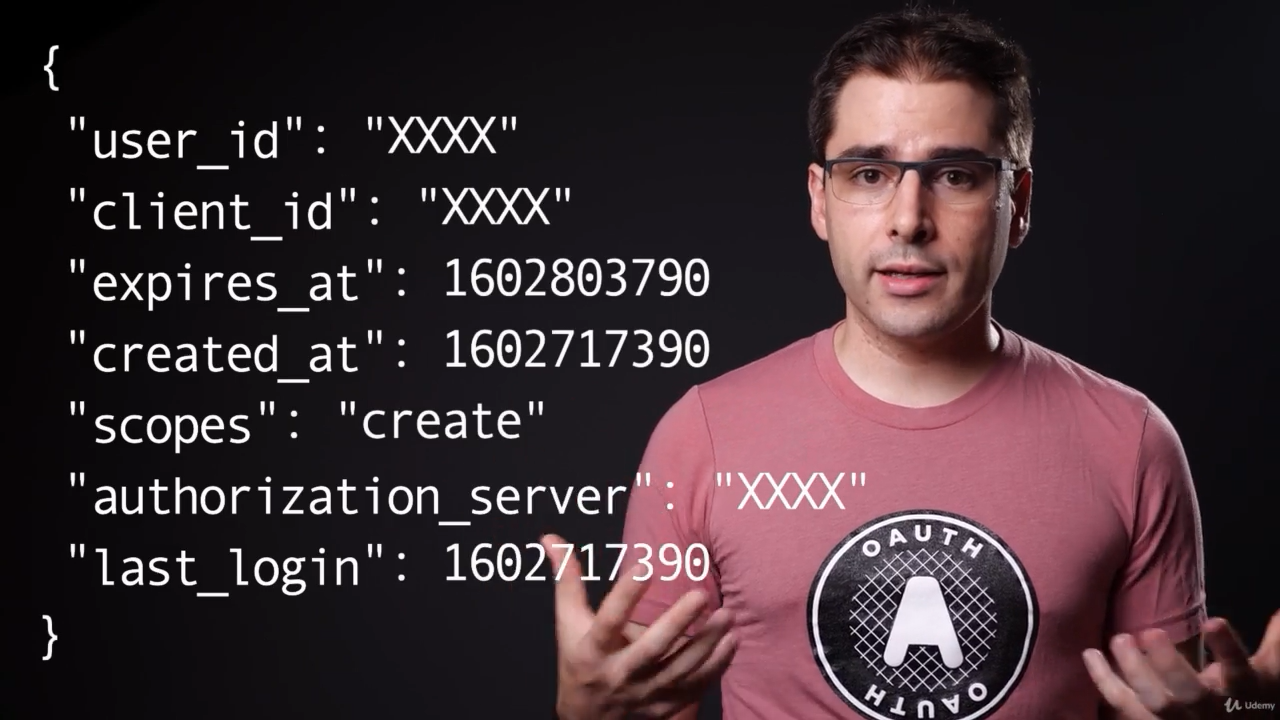 {
"user_id": "XXXX"
"client_id": "XXXX"
"expires_at": 1602803790
"created_at": 1602717390
"scopes": "create"
"authorization_server": "XXXX"
"last_login": 1602717390
}
OAUTH
A
OAUTH
Udemy